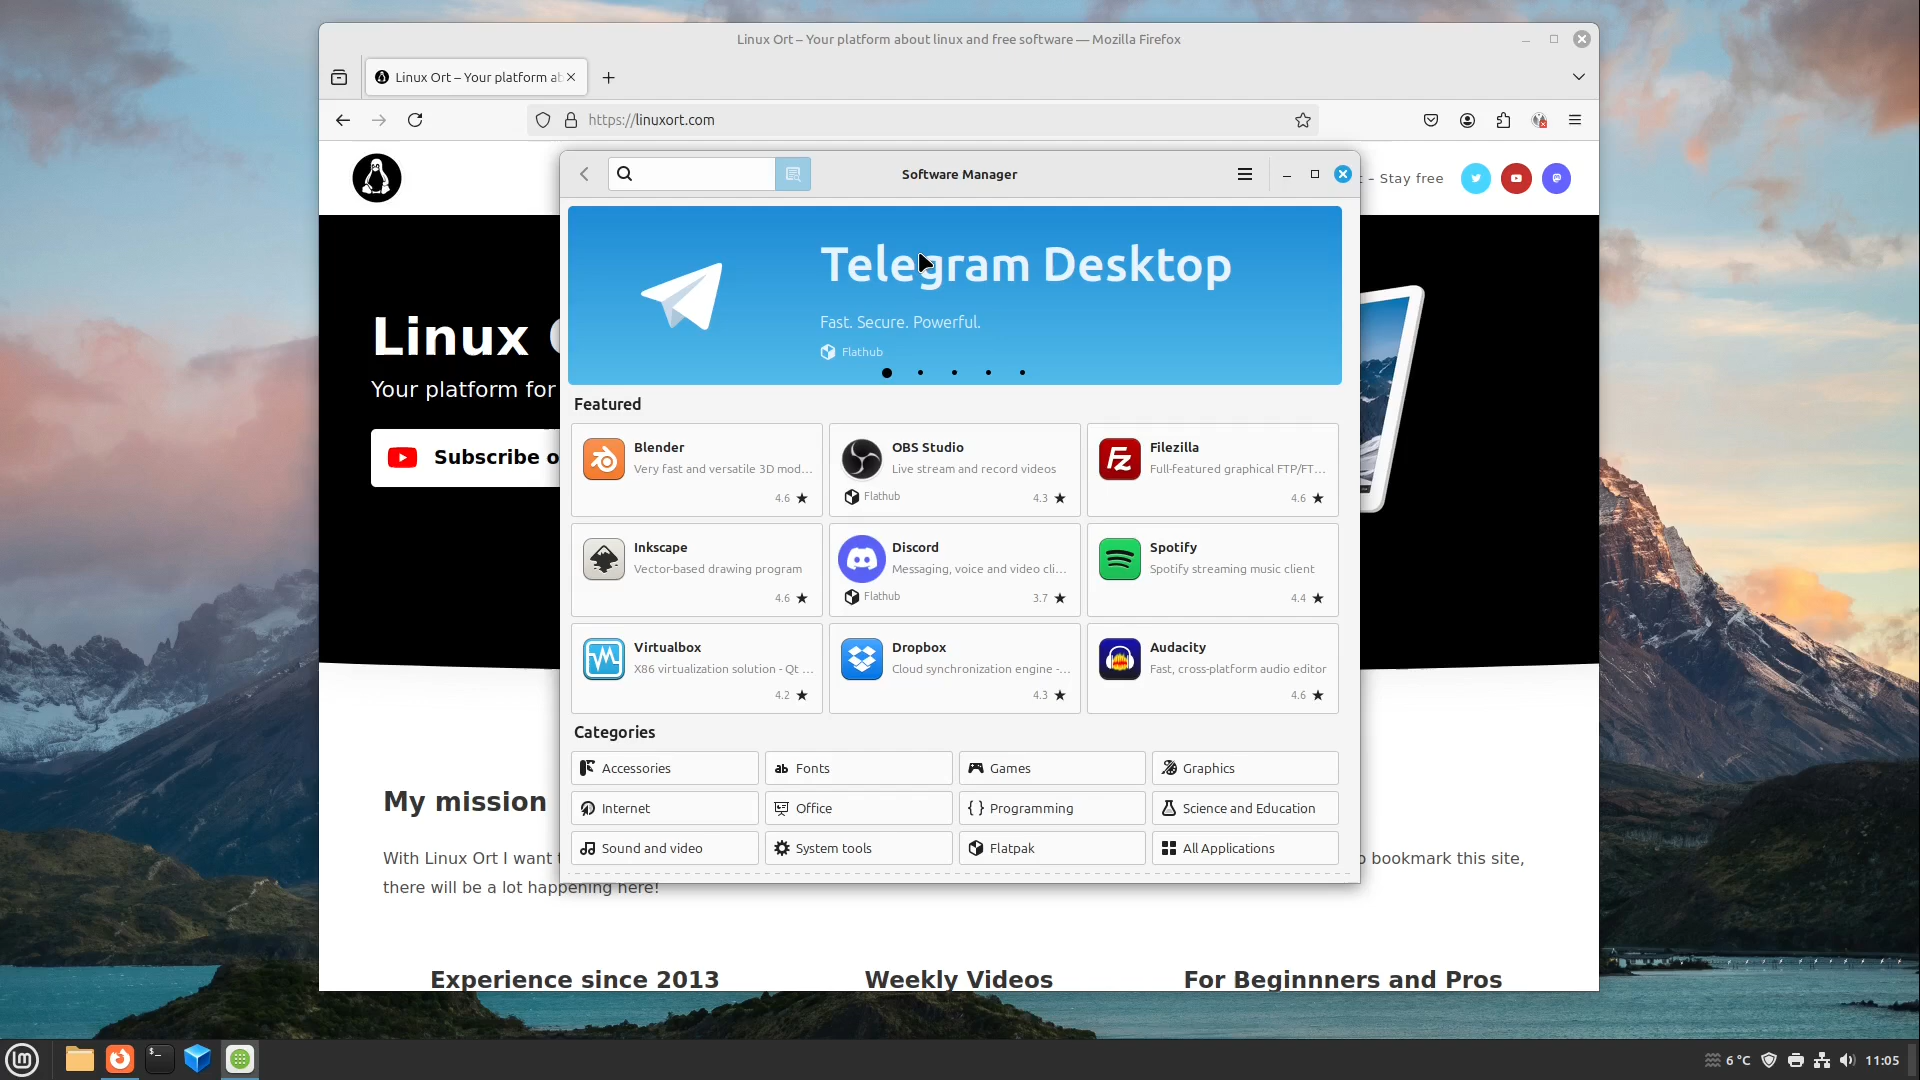 Linux Ort – Your platform about linux and free software — Mozilla Firefox
Linux Ort – Your platform ab
https://linuxort.com
Software Manager
– Stay free
Telegram Desktop
Fast. Secure. Powerful.
Flathub
Linux
Your platform for
Subscribe o
Featured
Blender
Very fast and versatile 3D mod...
4.6 ★
OBS Studio
Live stream and record videos
Flathub
4.3 ★
Filezilla
Full-featured graphical FTP/FT...
4.6 ★
Inkscape
Vector-based drawing program
4.6 ★
Discord
Messaging, voice and video cli...
Flathub
3.7 ★
Spotify
Spotify streaming music client
4.4 ★
Virtualbox
X86 virtualization solution - Qt ...
4.2 ★
Dropbox
Cloud synchronization engine -...
4.3 ★
Audacity
Fast, cross-platform audio editor
4.6 ★
Categories
Accessories
ab Fonts
Games
Graphics
Internet
Office
{ } Programming
Science and Education
Sound and video
System tools
Flatpak
All Applications
My mission
With Linux Ort I want
bookmark this site,
there will be a lot happening here!
Experience since 2013
Weekly Videos
For Beginnners and Pros
6 °C
11:05